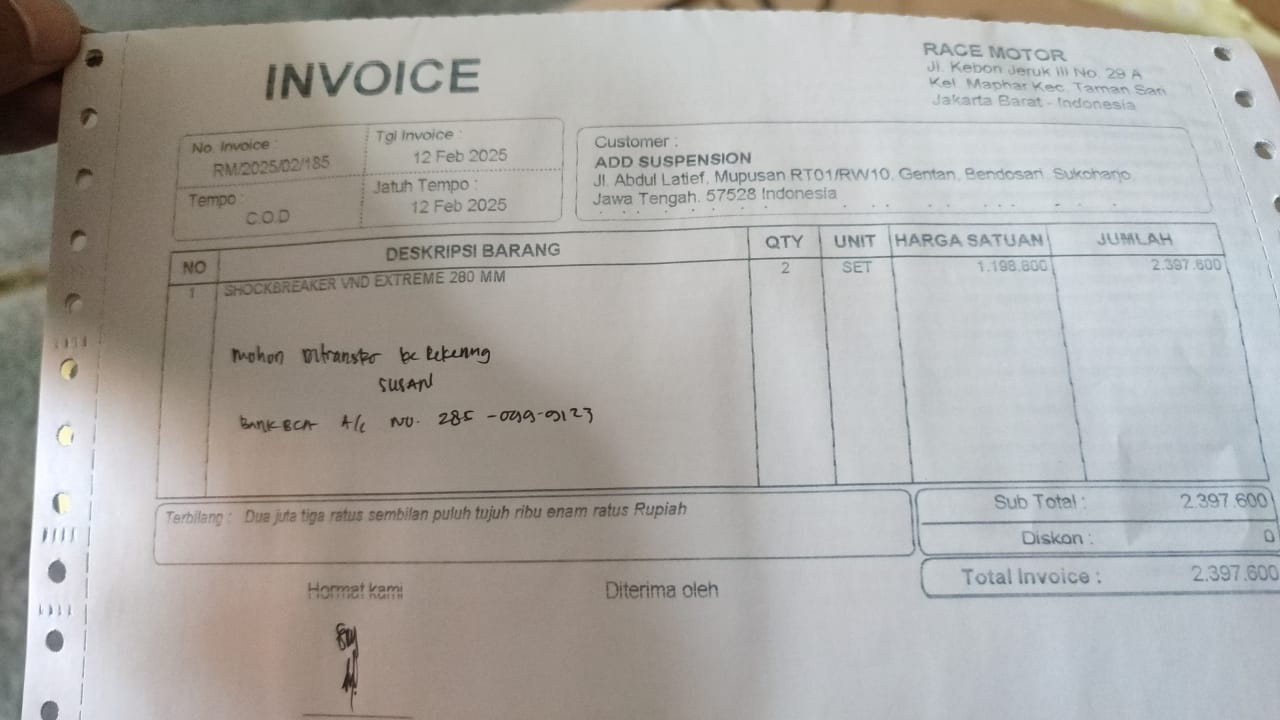 INVOICE
RACE MOTOR
Jl. Kebon Jeruk III No. 29 A
Kel. Maphar Kec. Taman Sari
Jakarta Barat - Indonesia
No. Invoice :
RM/2025/02/185
Tgl Invoice :
12 Feb 2025
Tempo :
C.O.D
Jatuh Tempo :
12 Feb 2025
Customer :
ADD SUSPENSION
Jl. Abdul Latief, Mupusan RT01/RW10, Gentan, Bendosari, Sukoharjo,
Jawa Tengah. 57528 Indonesia
NO DESKRIPSI BARANG QTY UNIT HARGA SATUAN JUMLAH
1 SHOCKBREAKER VND EXTREME 280 MM 2 SET 1.198.800 2.397.600
Mohon Ditransfer ke Rekening
SUSAN
BANK BCA A/C NO. 285-099-9123
Terbilang : Dua juta tiga ratus sembilan puluh tujuh ribu enam ratus Rupiah
Sub Total : 2.397.600
Diskon : 0
Total Invoice : 2.397.600
Hormat kami
Diterima oleh